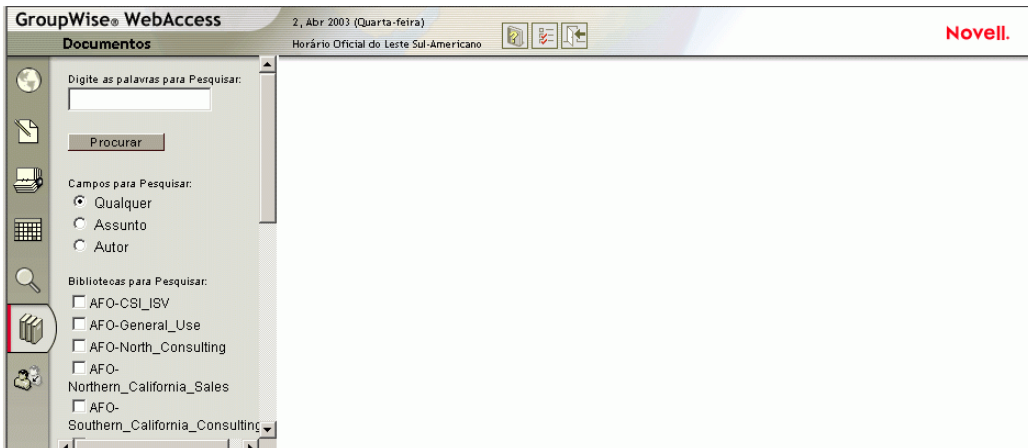 GroupWise® WebAccess
Documentos
2, Abr 2003 (Quarta-feira)
Horário Oficial do Leste Sul-Americano
Novell.
Digite as palavras para Pesquisar:
Procurar
Campos para Pesquisar:
Qualquer
Assunto
Autor
Bibliotecas para Pesquisar:
AFO-CSI_ISV
AFO-General_Use
AFO-North_Consulting
AFO-
Northern_California_Sales
AFO-
Southern_California_Consulting